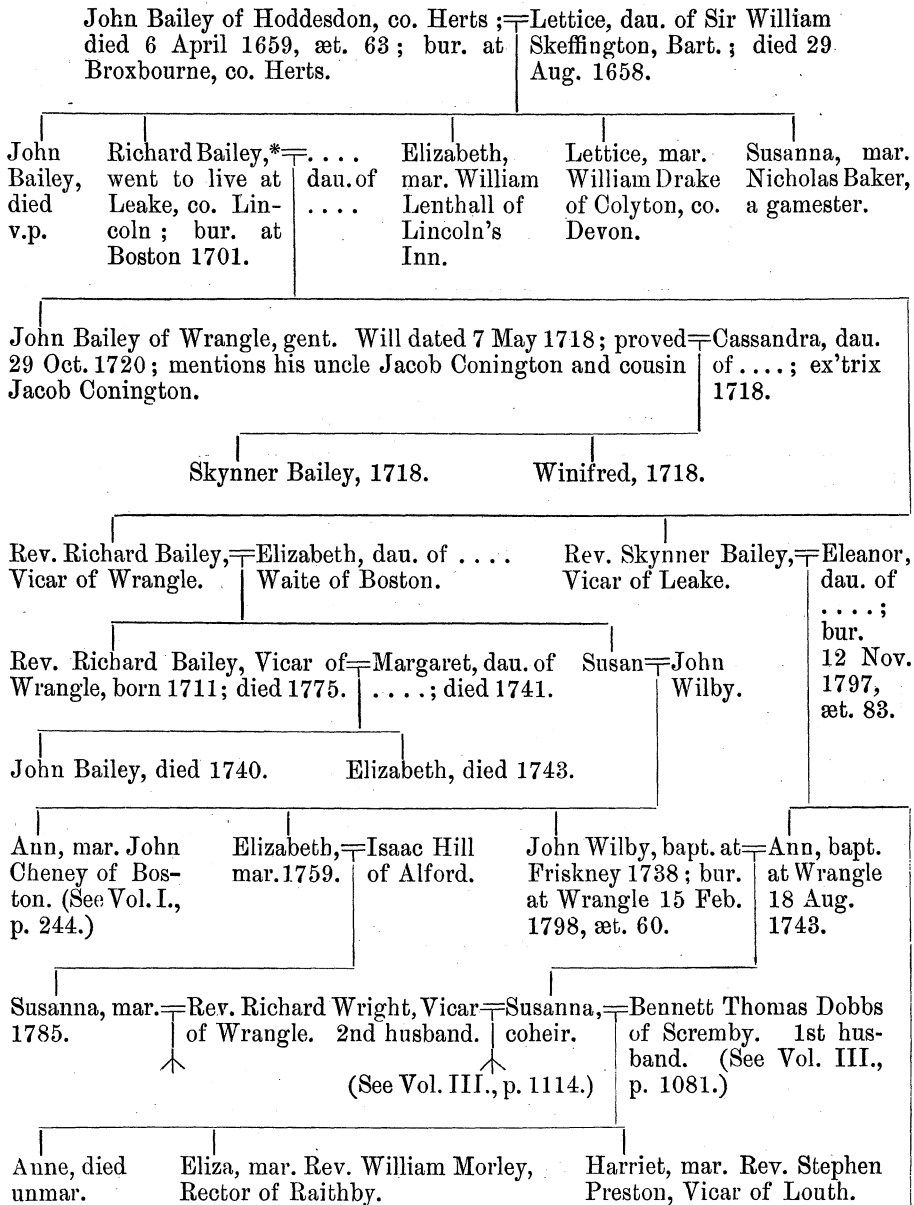 John Bailey of Hoddesdon, co. Herts ;=Lettice, dau. of Sir William
died 6 April 1659, æt. 63 ; bur. at Skeffington, Bart. ; died 29
Broxbourne, co. Herts. Aug. 1658.
John
Bailey,
died
v.p.
Richard Bailey,*=. . . .
went to live at dau. of
Leake, co. Lin- . . . .
coln ; bur. at
Boston 1701.
Elizabeth,
mar. William
Lenthall of
Lincoln's
Inn.
Lettice, mar.
William Drake
of Colyton, co.
Devon.
Susanna, mar.
Nicholas Baker,
a gamester.
John Bailey of Wrangle, gent. Will dated 7 May 1718 ; proved=Cassandra, dau.
29 Oct. 1720 ; mentions his uncle Jacob Conington and cousin of . . . . ; ex'trix
Jacob Conington. 1718.
Skynner Bailey, 1718. Winifred, 1718.
Rev. Richard Bailey,=Elizabeth, dau. of . . . .
Vicar of Wrangle. Waite of Boston.
Rev. Skynner Bailey,=Eleanor,
Vicar of Leake. dau. of
. . . . ;
bur.
12 Nov.
1797,
æt. 83.
Rev. Richard Bailey, Vicar of=Margaret, dau. of
Wrangle, born 1711 ; died 1775. . . . . ; died 1741.
Susan=John
Wilby.
John Bailey, died 1740. Elizabeth, died 1743.
Ann, mar. John
Cheney of Bos-
ton. (See Vol. I.,
p. 244.)
Elizabeth,=Isaac Hill
mar. 1759. of Alford.
John Wilby, bapt. at=Ann, bapt.
Friskney 1738 ; bur. at Wrangle
at Wrangle 15 Feb. 18 Aug.
1798, æt. 60. 1743.
Susanna, mar.=Rev. Richard Wright, Vicar=Susanna,=Bennett Thomas Dobbs
1785. of Wrangle. 2nd husband. coheir. of Scremby. 1st hus-
band. (See Vol. III.,
(See Vol. III., p. 1114.) p. 1081.)
Anne, died
unmar.
Eliza, mar. Rev. William Morley,
Rector of Raithby.
Harriet, mar. Rev. Stephen
Preston, Vicar of Louth.